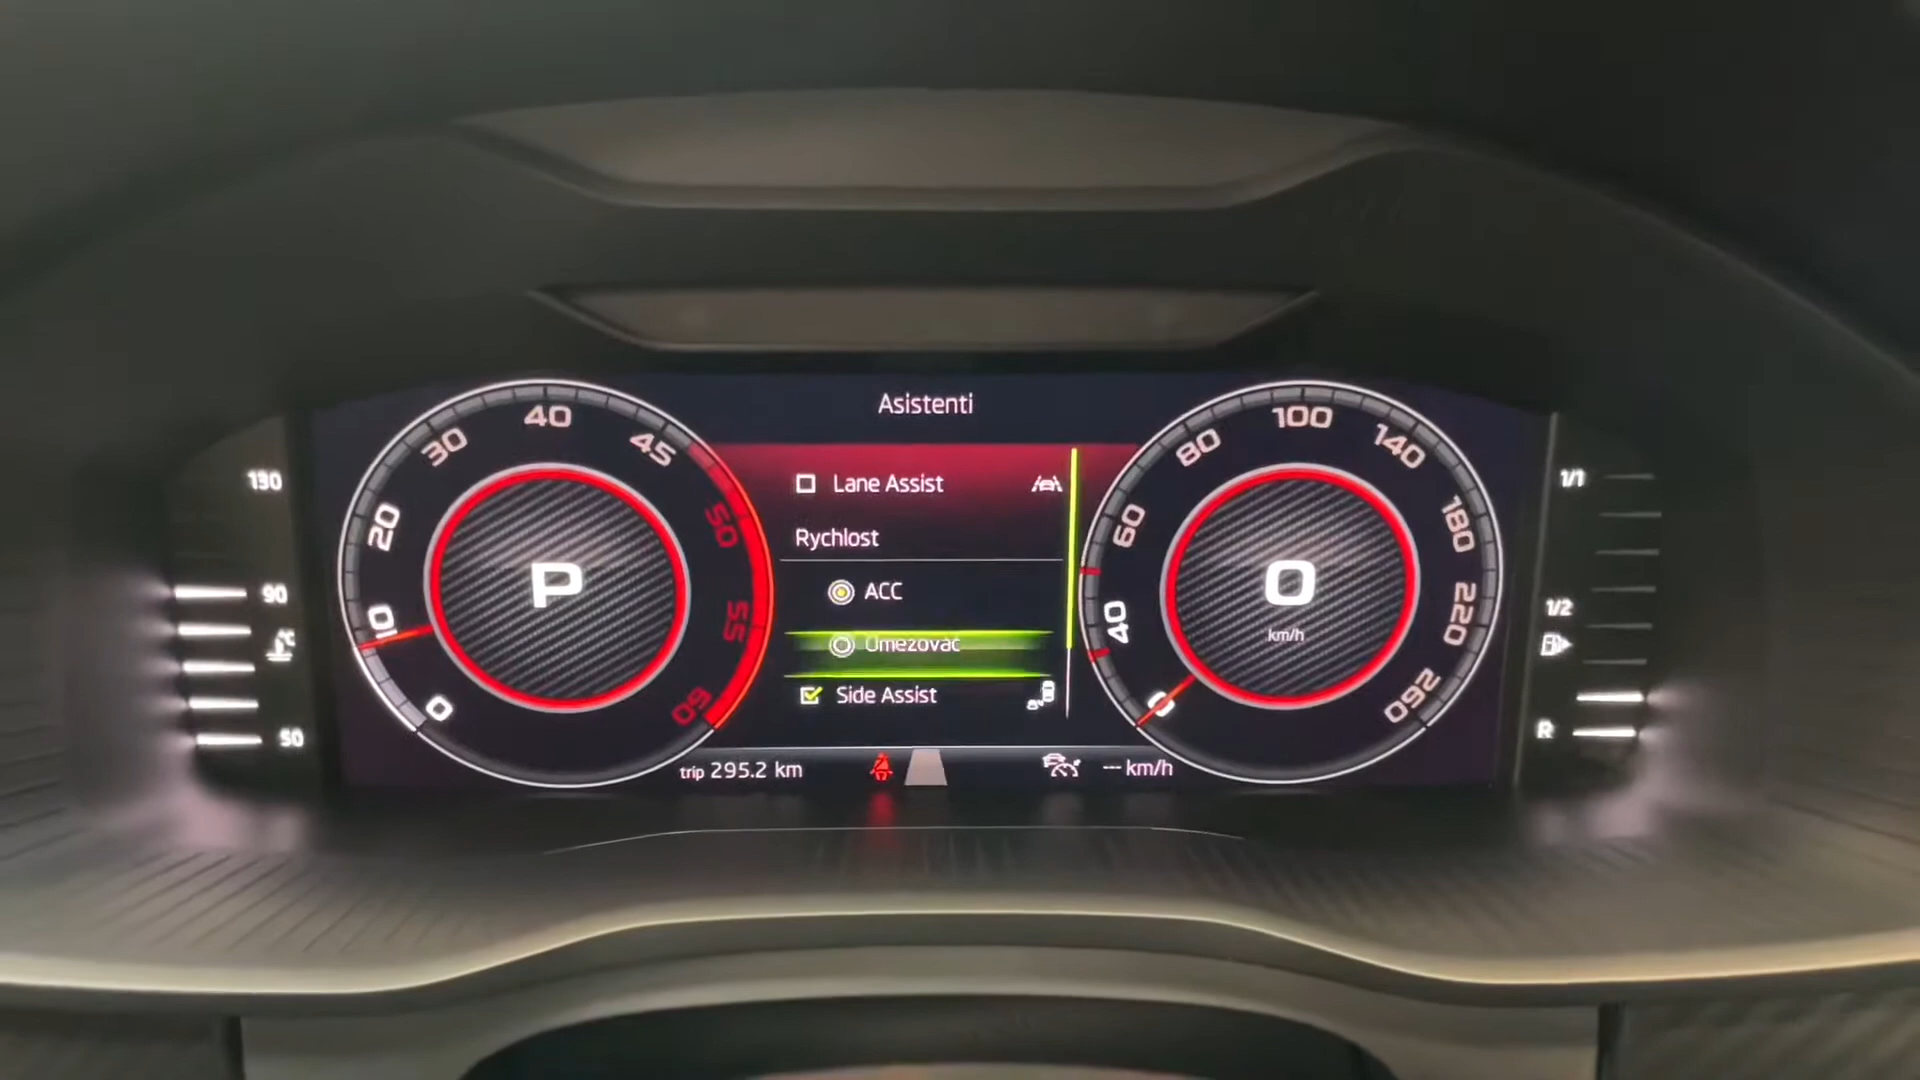 Asistenti
Lane Assist
Rychlost
ACC
Omezovač
Side Assist
trip 295.2 km
--- km/h
0
10
20
30
40
45
50
55
60
P
0
40
60
80
100
140
180
220
260
0
km/h
130
90
°C
50
1/1
1/2
R